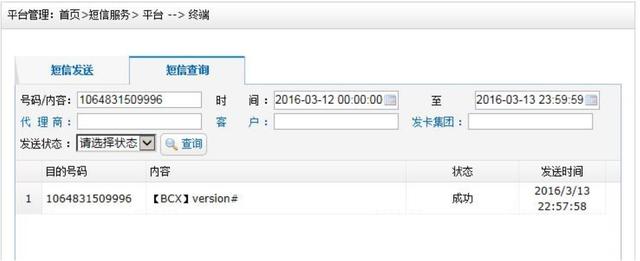 平台管理：首页>短信服务> 平台 --> 终端
短信发送 短信查询
号码/内容：1064831509996 时 间：2016-03-12 00:00:00 至 2016-03-13 23:59:59
代 理 商： 客 户： 发卡集团：
发送状态：请选择状态 查询
目的号码 内容 状态 发送时间
1 1064831509996 【BCX】version# 成功 2016/3/13
22:57:58